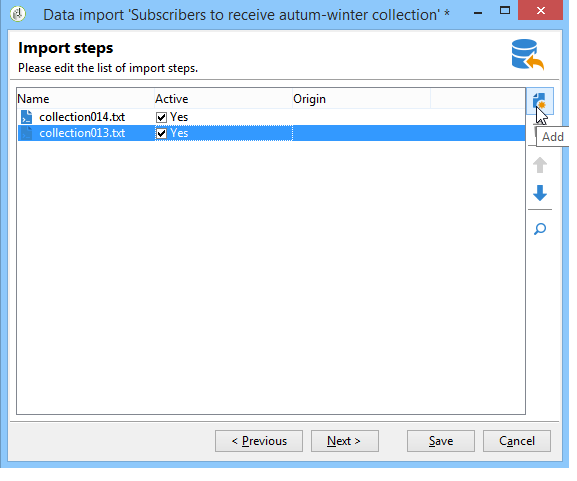 Data import 'Subscribers to receive autum-winter collection' *
Import steps
Please edit the list of import steps.
Name Active Origin
collection014.txt Yes
collection013.txt Yes
Add
< Previous Next > Save Cancel